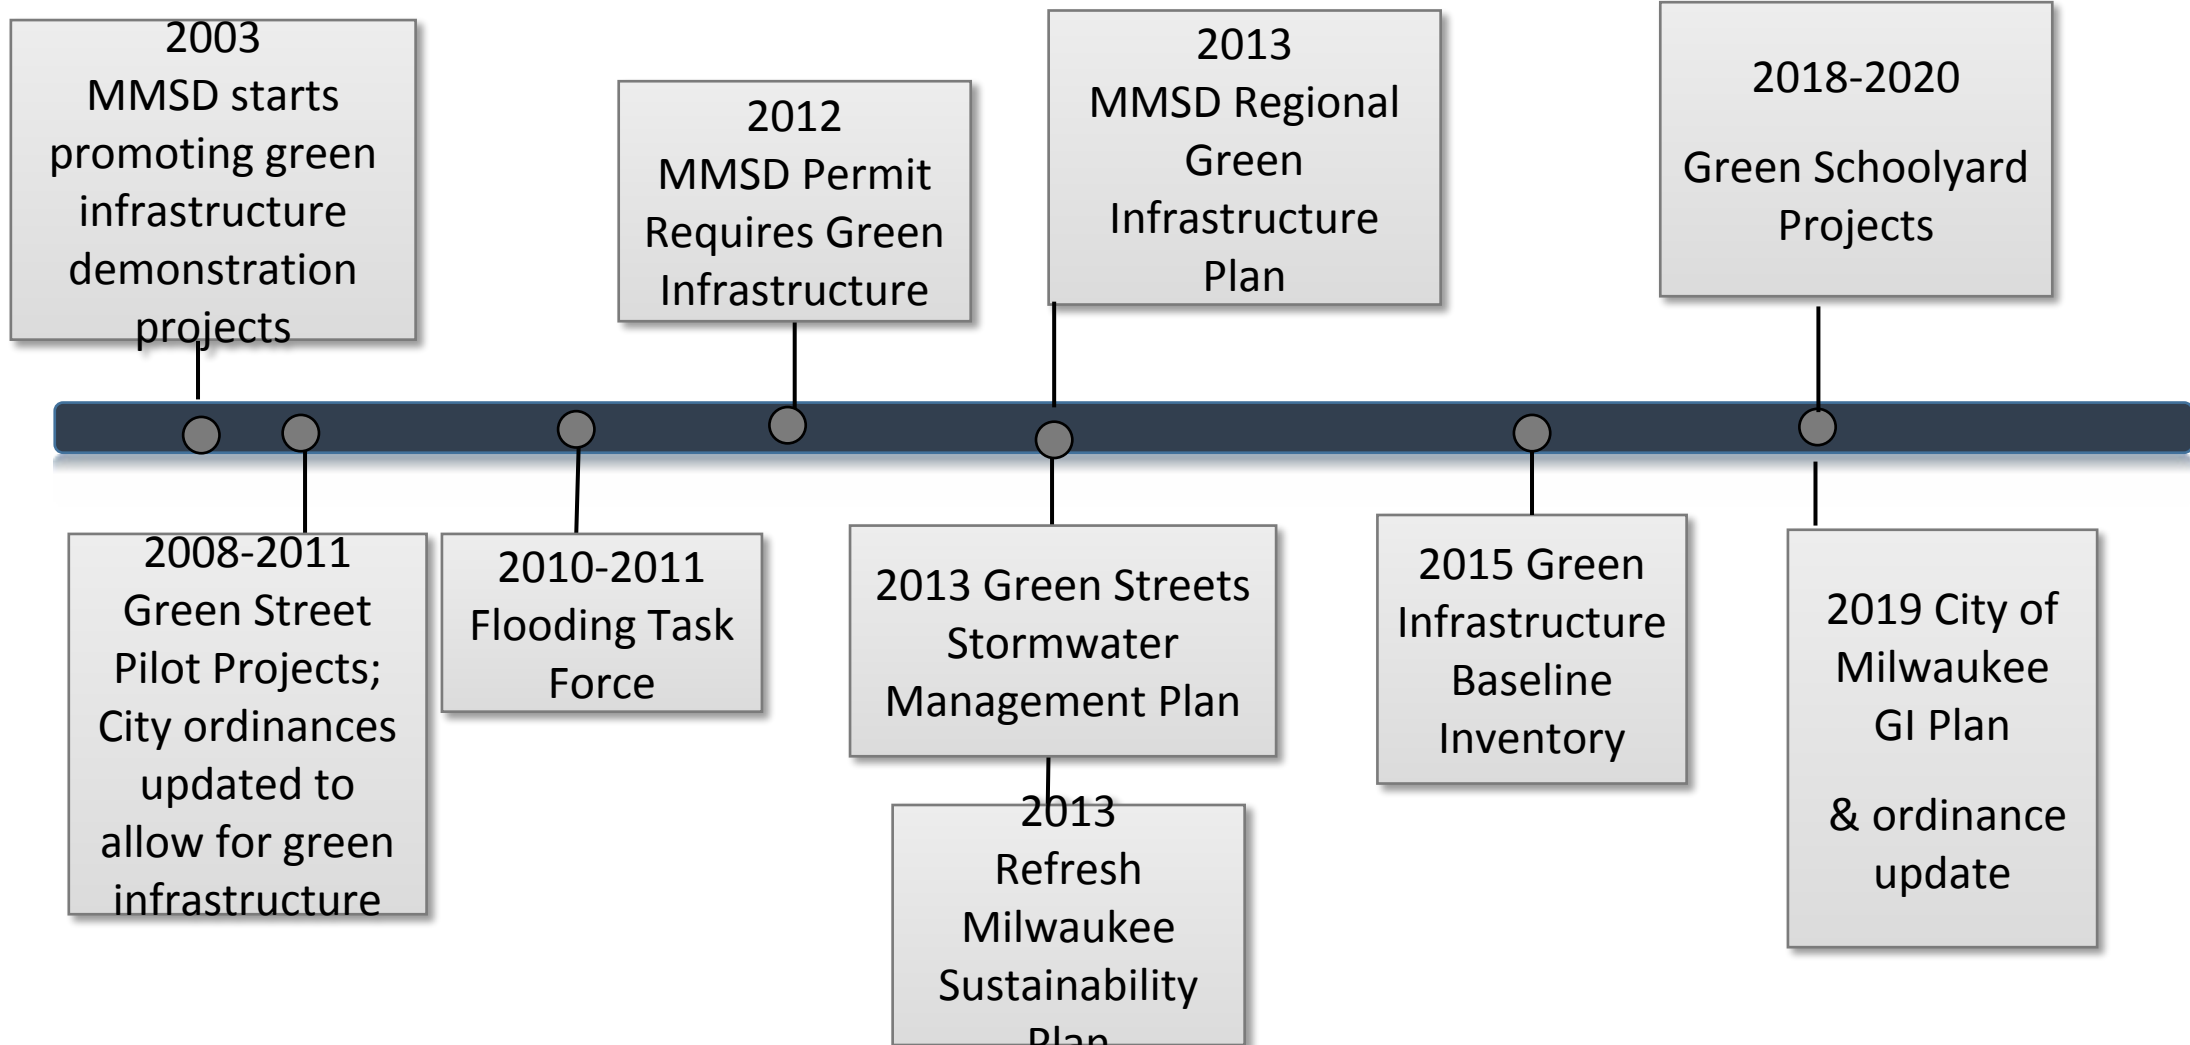 2003
MMSD starts
promoting green
infrastructure
demonstration
projects
2012
MMSD Permit
Requires Green
Infrastructure
2013
MMSD Regional
Green
Infrastructure
Plan
2018-2020
Green Schoolyard
Projects
2008-2011
Green Street
Pilot Projects;
City ordinances
updated to
allow for green
infrastructure
2010-2011
Flooding Task
Force
2013 Green Streets
Stormwater
Management Plan
2013
Refresh
Milwaukee
Sustainability
Plan
2015 Green
Infrastructure
Baseline
Inventory
2019 City of
Milwaukee
GI Plan
& ordinance
update